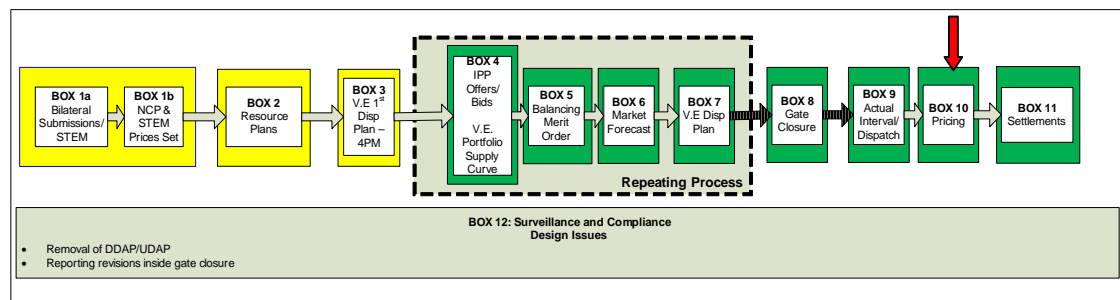 BOX 1a
Bilateral
Submissions/
STEM
BOX 1b
NCP &
STEM
Prices Set
BOX 2
Resource
Plans
BOX 3
V.E 1st
Disp
Plan –
4PM
BOX 4
IPP
Offers/
Bids
V.E.
Portfolio
Supply
Curve
BOX 5
Balancing
Merit
Order
BOX 6
Market
Forecast
BOX 7
V.E Disp
Plan
Repeating Process
BOX 8
Gate
Closure
BOX 9
Actual
Interval/
Dispatch
BOX 10
Pricing
BOX 11
Settlements
BOX 12: Surveillance and Compliance
Design Issues
• Removal of DDAP/UDAP
• Reporting revisions inside gate closure